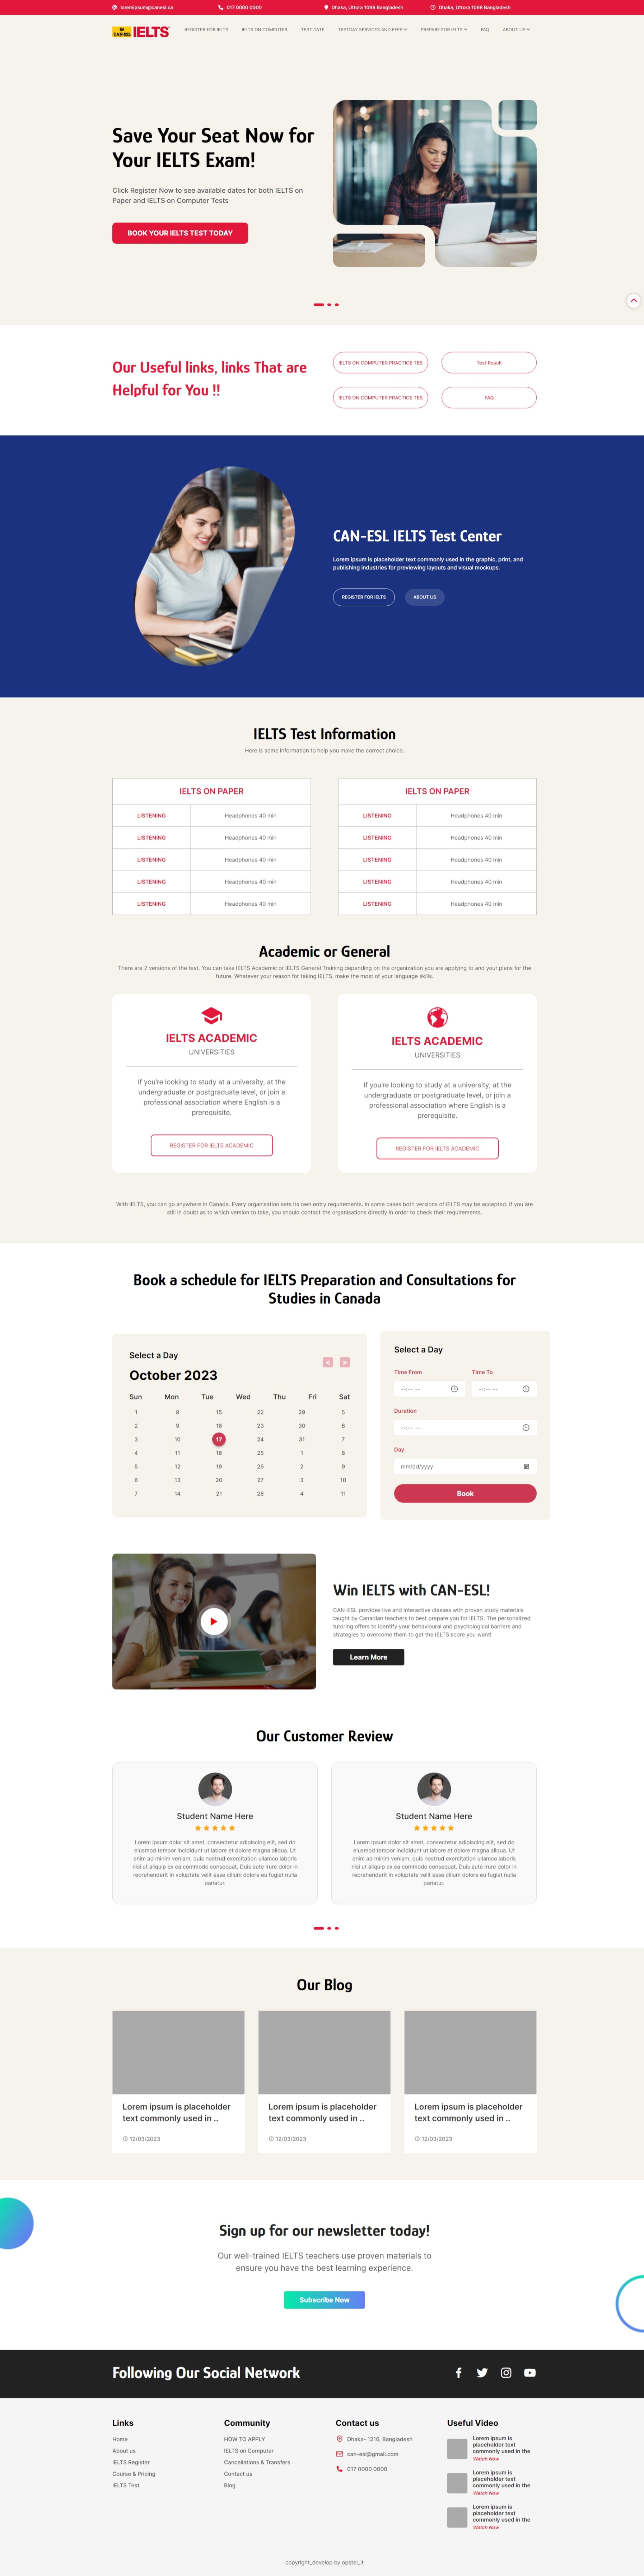 loremipsum@canesl.ca
017 0000 0000
Dhaka, Uttora 1088 Bangladesh
Dhaka, Uttora 1088 Bangladesh
CAN-ESL IELTS
REGISTER FOR IELTS
IELTS ON COMPUTER
TEST DATE
TESTDAY SERVICES AND FEES
PREPARE FOR IELTS
FAQ
ABOUT US
Save Your Seat Now for
Your IELTS Exam!
Click Register Now to see available dates for both IELTS on
Paper and IELTS on Computer Tests
BOOK YOUR IELTS TEST TODAY
Our Useful links, links That are
Helpful for You !!
IELTS ON COMPUTER PRACTICE TES
Test Result
IELTS ON COMPUTER PRACTICE TES
FAQ
CAN-ESL IELTS Test Center
Lorem ipsum is placeholder text commonly used in the graphic, print, and
publishing industries for previewing layouts and visual mockups.
REGISTER FOR IELTS
ABOUT US
IELTS Test Information
Here is some information to help you make the correct choice.
IELTS ON PAPER
LISTENING Headphones 40 min
LISTENING Headphones 40 min
LISTENING Headphones 40 min
LISTENING Headphones 40 min
LISTENING Headphones 40 min
IELTS ON PAPER
LISTENING Headphones 40 min
LISTENING Headphones 40 min
LISTENING Headphones 40 min
LISTENING Headphones 40 min
LISTENING Headphones 40 min
Academic or General
There are 2 versions of the test. You can take IELTS Academic or IELTS General Training depending on the organization you are applying to and your plans for the
future. Whatever your reason for taking IELTS, make the most of your language skills.
IELTS ACADEMIC
UNIVERSITIES
If you're looking to study at a university, at the
undergraduate or postgraduate level, or join a
professional association where English is a
prerequisite.
REGISTER FOR IELTS ACADEMIC
IELTS ACADEMIC
UNIVERSITIES
If you're looking to study at a university, at the
undergraduate or postgraduate level, or join a
professional association where English is a
prerequisite.
REGISTER FOR IELTS ACADEMIC
With IELTS, you can go anywhere in Canada. Every organisation sets its own entry requirements. In some cases both versions of IELTS may be accepted. If you are
still in doubt as to which version to take, you should contact the organisations directly in order to check their requirements.
Book a schedule for IELTS Preparation and Consultations for
Studies in Canada
Select a Day
October 2023
< >
Sun Mon Tue Wed Thu Fri Sat
1 8 15 22 29 5
2 9 16 23 30 6
3 10 17 24 31 7
4 11 18 25 1 8
5 12 19 26 2 9
6 13 20 27 3 10
7 14 21 28 4 11
Select a Day
Time From
Time To
--:-- --
--:-- --
Duration
--:-- --
Day
mm/dd/yyyy
Book
Win IELTS with CAN-ESL!
CAN-ESL provides live and interactive classes with proven study materials
taught by Canadian teachers to best prepare you for IELTS. The personalized
tutoring offers to identify your behavioural and psychological barriers and
strategies to overcome them to get the IELTS score you want!
Learn More
Our Customer Review
Student Name Here
Lorem ipsum dolor sit amet, consectetur adipiscing elit, sed do
eiusmod tempor incididunt ut labore et dolore magna aliqua. Ut
enim ad minim veniam, quis nostrud exercitation ullamco laboris
nisi ut aliquip ex ea commodo consequat. Duis aute irure dolor in
reprehenderit in voluptate velit esse cillum dolore eu fugiat nulla
pariatur.
Student Name Here
Lorem ipsum dolor sit amet, consectetur adipiscing elit, sed do
eiusmod tempor incididunt ut labore et dolore magna aliqua. Ut
enim ad minim veniam, quis nostrud exercitation ullamco laboris
nisi ut aliquip ex ea commodo consequat. Duis aute irure dolor in
reprehenderit in voluptate velit esse cillum dolore eu fugiat nulla
pariatur.
Our Blog
Lorem ipsum is placeholder
text commonly used in ..
12/03/2023
Lorem ipsum is placeholder
text commonly used in ..
12/03/2023
Lorem ipsum is placeholder
text commonly used in ..
12/03/2023
Sign up for our newsletter today!
Our well-trained IELTS teachers use proven materials to
ensure you have the best learning experience.
Subscribe Now
Following Our Social Network
Links
Home
About us
IELTS Register
Course & Pricing
IELTS Test
Community
HOW TO APPLY
IELTS on Computer
Cancellations & Transfers
Contact us
Blog
Contact us
Dhaka- 1216, Bangladesh
can-esl@gmail.com
017 0000 0000
Useful Video
Lorem ipsum is
placeholder text
commonly used in the
Watch Now
Lorem ipsum is
placeholder text
commonly used in the
Watch Now
Lorem ipsum is
placeholder text
commonly used in the
Watch Now
copyright_develop by opstel_it